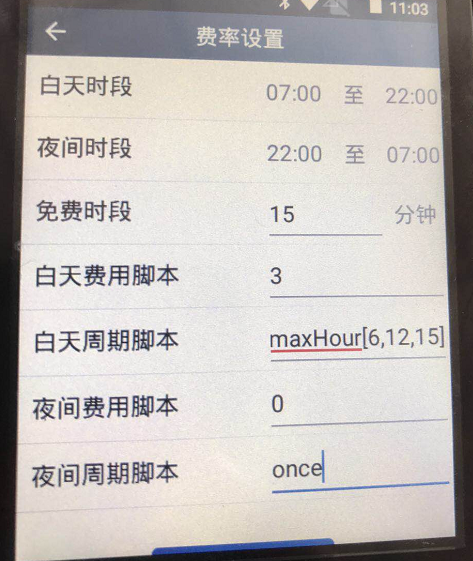 11:03
费率设置
白天时段 07:00 至 22:00
夜间时段 22:00 至 07:00
免费时段 15 分钟
白天费用脚本 3
白天周期脚本 maxHour[6,12,15]
夜间费用脚本 0
夜间周期脚本 once